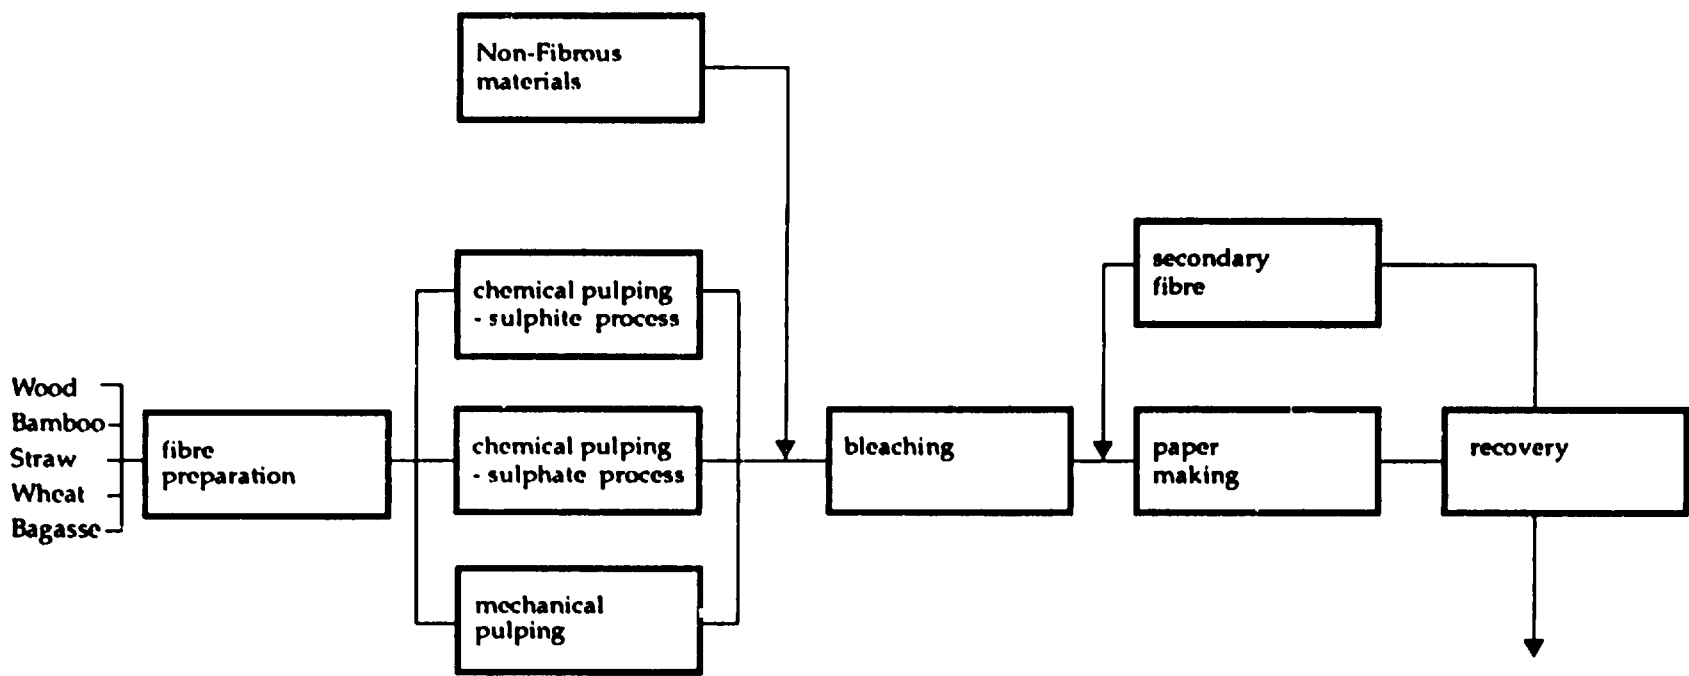 Non-Fibrous
materials
chemical pulping
- sulphite process
secondary
fibre
Wood
Bamboo
Straw
Wheat
Bagasse
fibre
preparation
chemical pulping
- sulphate process
bleaching
paper
making
recovery
mechanical
pulping